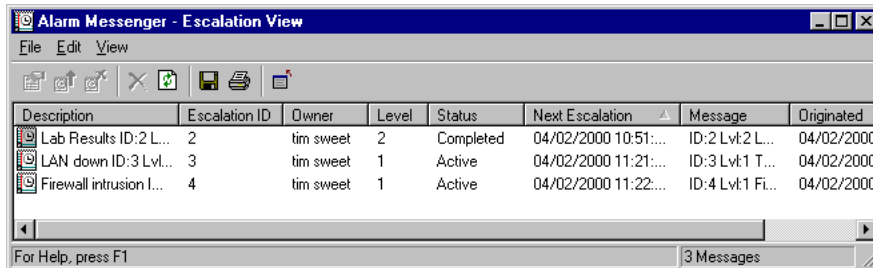 Alarm Messenger - Escalation View
File Edit View
Description Escalation ID Owner Level Status Next Escalation Message Originated
Lab Results ID:2 L... 2 tim sweet 2 Completed 04/02/2000 10:51:... ID:2 Lvl:2 L... 04/02/2000
LAN down ID:3 Lvl... 3 tim sweet 1 Active 04/02/2000 11:21:... ID:3 Lvl:1 T... 04/02/2000
Firewall intrusion I... 4 tim sweet 1 Active 04/02/2000 11:22:... ID:4 Lvl:1 Fi... 04/02/2000
For Help, press F1 3 Messages